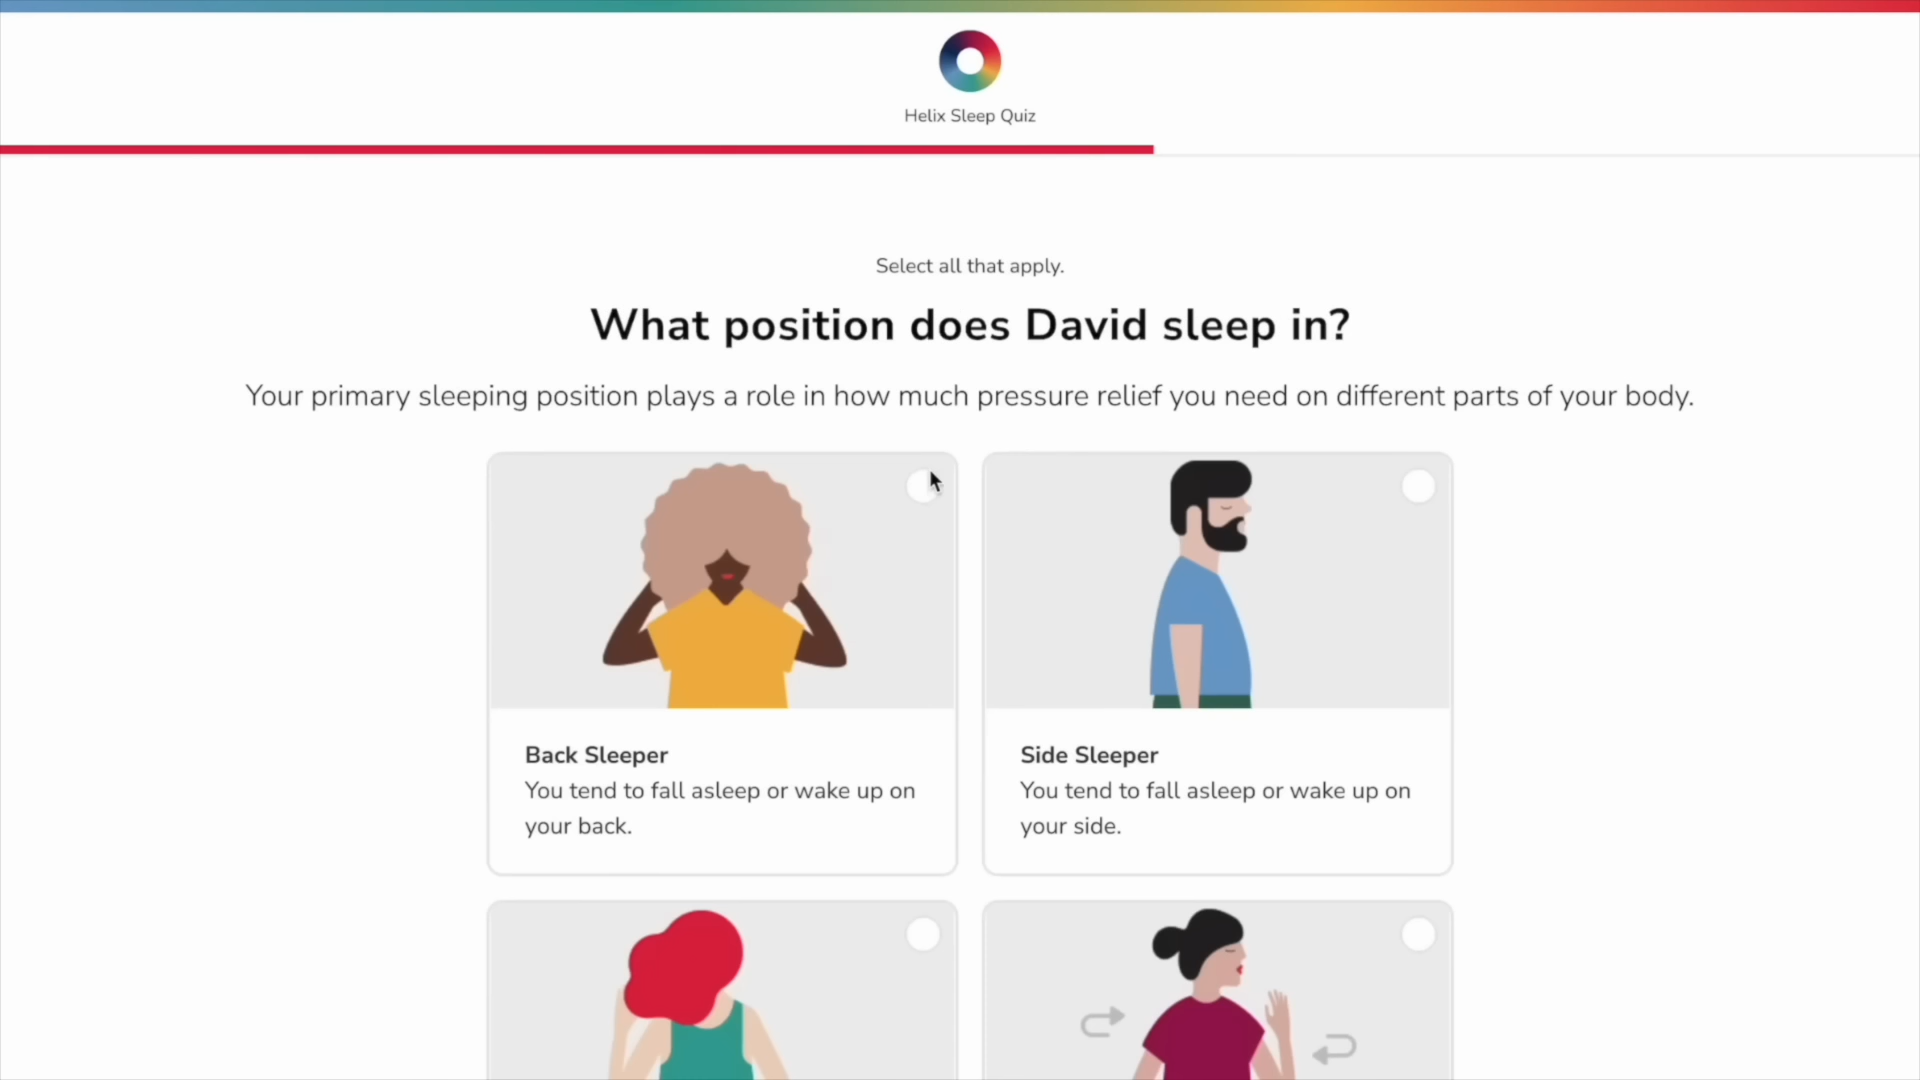 Helix Sleep Quiz
Select all that apply.
What position does David sleep in?
Your primary sleeping position plays a role in how much pressure relief you need on different parts of your body.
Back Sleeper
You tend to fall asleep or wake up on
your back.
Side Sleeper
You tend to fall asleep or wake up on
your side.